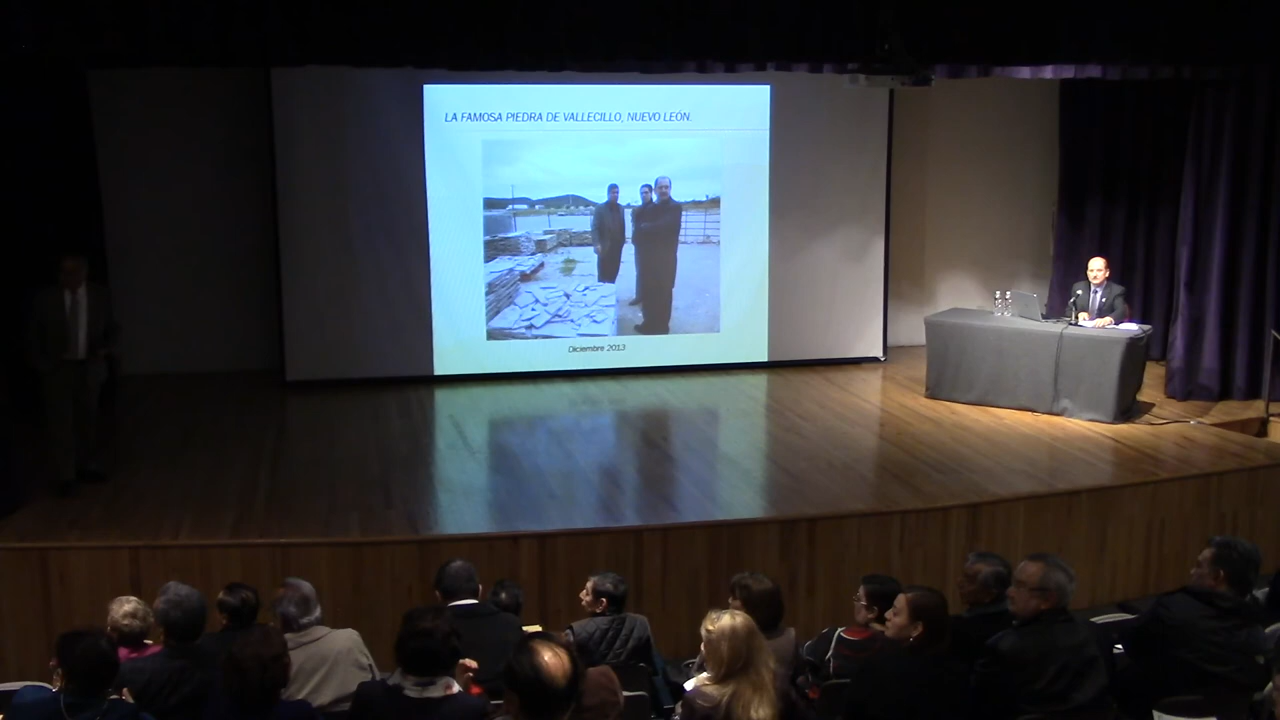 LA FAMOSA PIEDRA DE VALLECILLO, NUEVO LEÓN.
Diciembre 2013